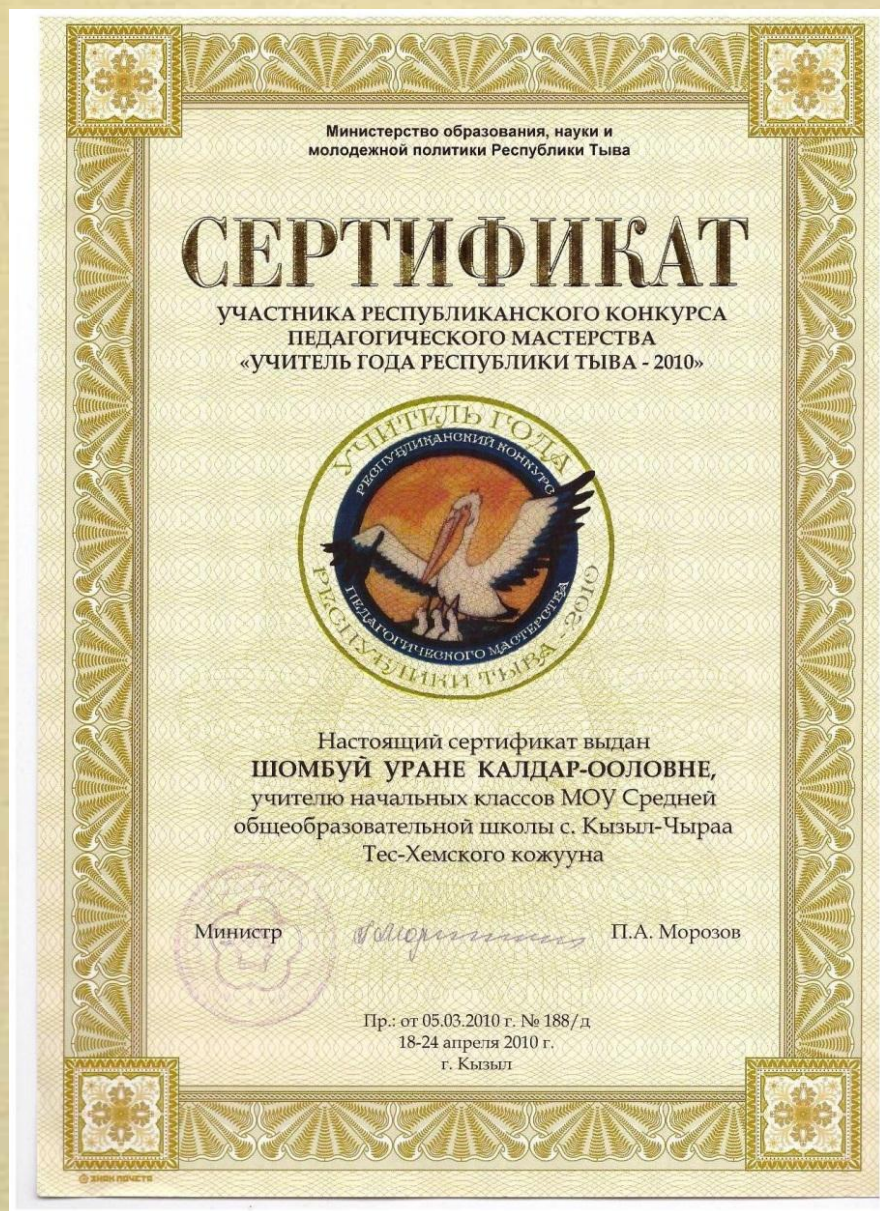 Министерство образования, науки и
молодежной политики Республики Тыва
СЕРТИФИКАТ
УЧАСТНИКА РЕСПУБЛИКАНСКОГО КОНКУРСА
ПЕДАГОГИЧЕСКОГО МАСТЕРСТВА
«УЧИТЕЛЬ ГОДА РЕСПУБЛИКИ ТЫВА - 2010»
УЧИТЕЛЬ ГОДА
РЕСПУБЛИКАНСКИЙ КОНКУРС
ПЕДАГОГИЧЕСКОГО МАСТЕРСТВА
РЕСПУБЛИКИ ТЫВА - 2010
Настоящий сертификат выдан
ШОМБУЙ УРАНЕ КАЛДАР-ООЛОВНЕ,
учителю начальных классов МОУ Средней
общеобразовательной школы с. Кызыл-Чыраа
Тес-Хемского кожууна
Министр П.А. Морозов
Пр.: от 05.03.2010 г. № 188/д
18-24 апреля 2010 г.
г. Кызыл
© ЗНАК ПОЧЕТА